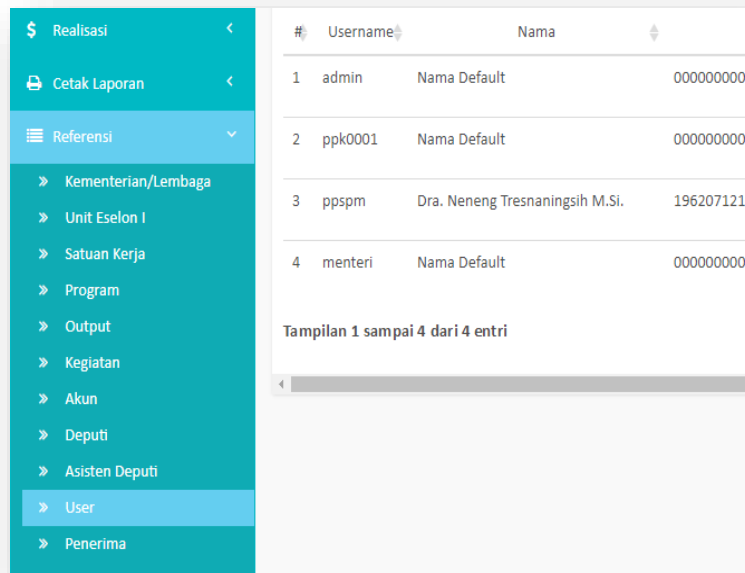 Realisasi
Cetak Laporan
Referensi
Kementerian/Lembaga
Unit Eselon I
Satuan Kerja
Program
Output
Kegiatan
Akun
Deputi
Asisten Deputi
User
Penerima
# Username Nama
1 admin Nama Default 000000000
2 ppk0001 Nama Default 000000000
3 ppspm Dra. Neneng Tresnaningsih M.Si. 196207121
4 menteri Nama Default 000000000
Tampilan 1 sampai 4 dari 4 entri